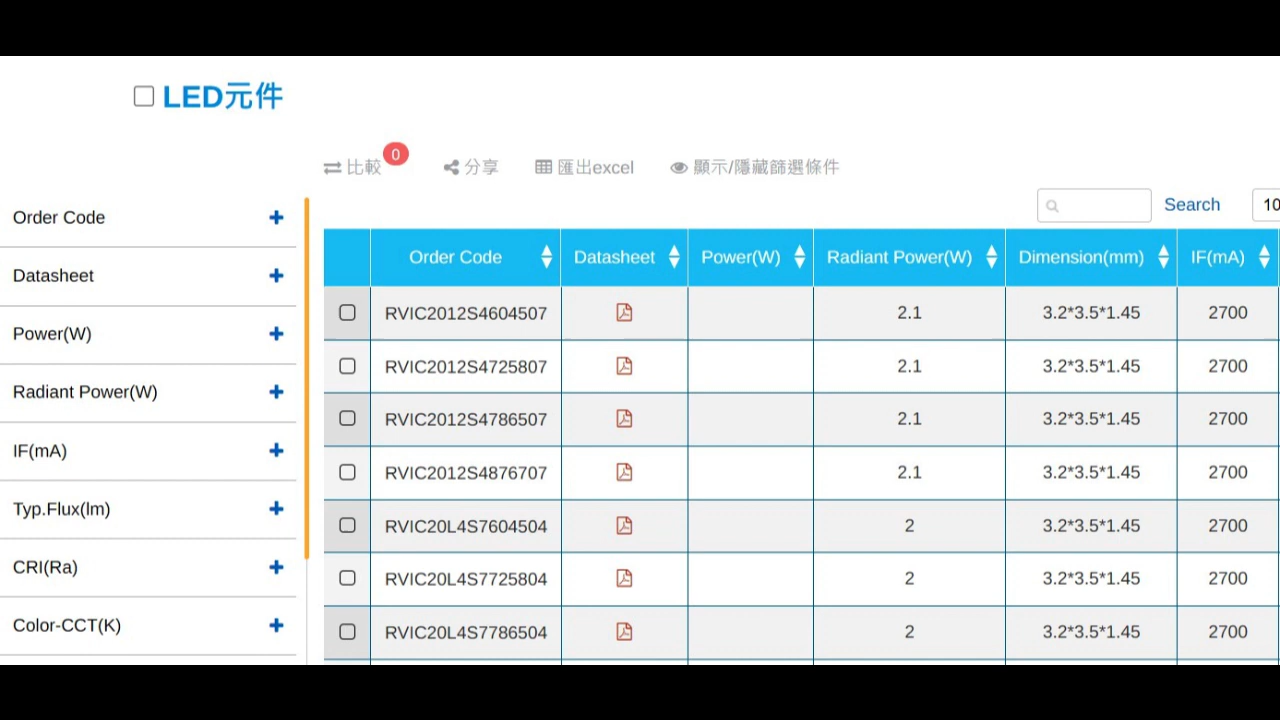 LED元件
比較 0 分享 匯出excel 顯示/隱藏篩選條件
Search 10
Order Code
Datasheet
Power(W)
Radiant Power(W)
IF(mA)
Typ.Flux(lm)
CRI(Ra)
Color-CCT(K)
Order Code Datasheet Power(W) Radiant Power(W) Dimension(mm) IF(mA)
RVIC2012S4604507 2.1 3.2*3.5*1.45 2700
RVIC2012S4725807 2.1 3.2*3.5*1.45 2700
RVIC2012S4786507 2.1 3.2*3.5*1.45 2700
RVIC2012S4876707 2.1 3.2*3.5*1.45 2700
RVIC20L4S7604504 2 3.2*3.5*1.45 2700
RVIC20L4S7725804 2 3.2*3.5*1.45 2700
RVIC20L4S7786504 2 3.2*3.5*1.45 2700